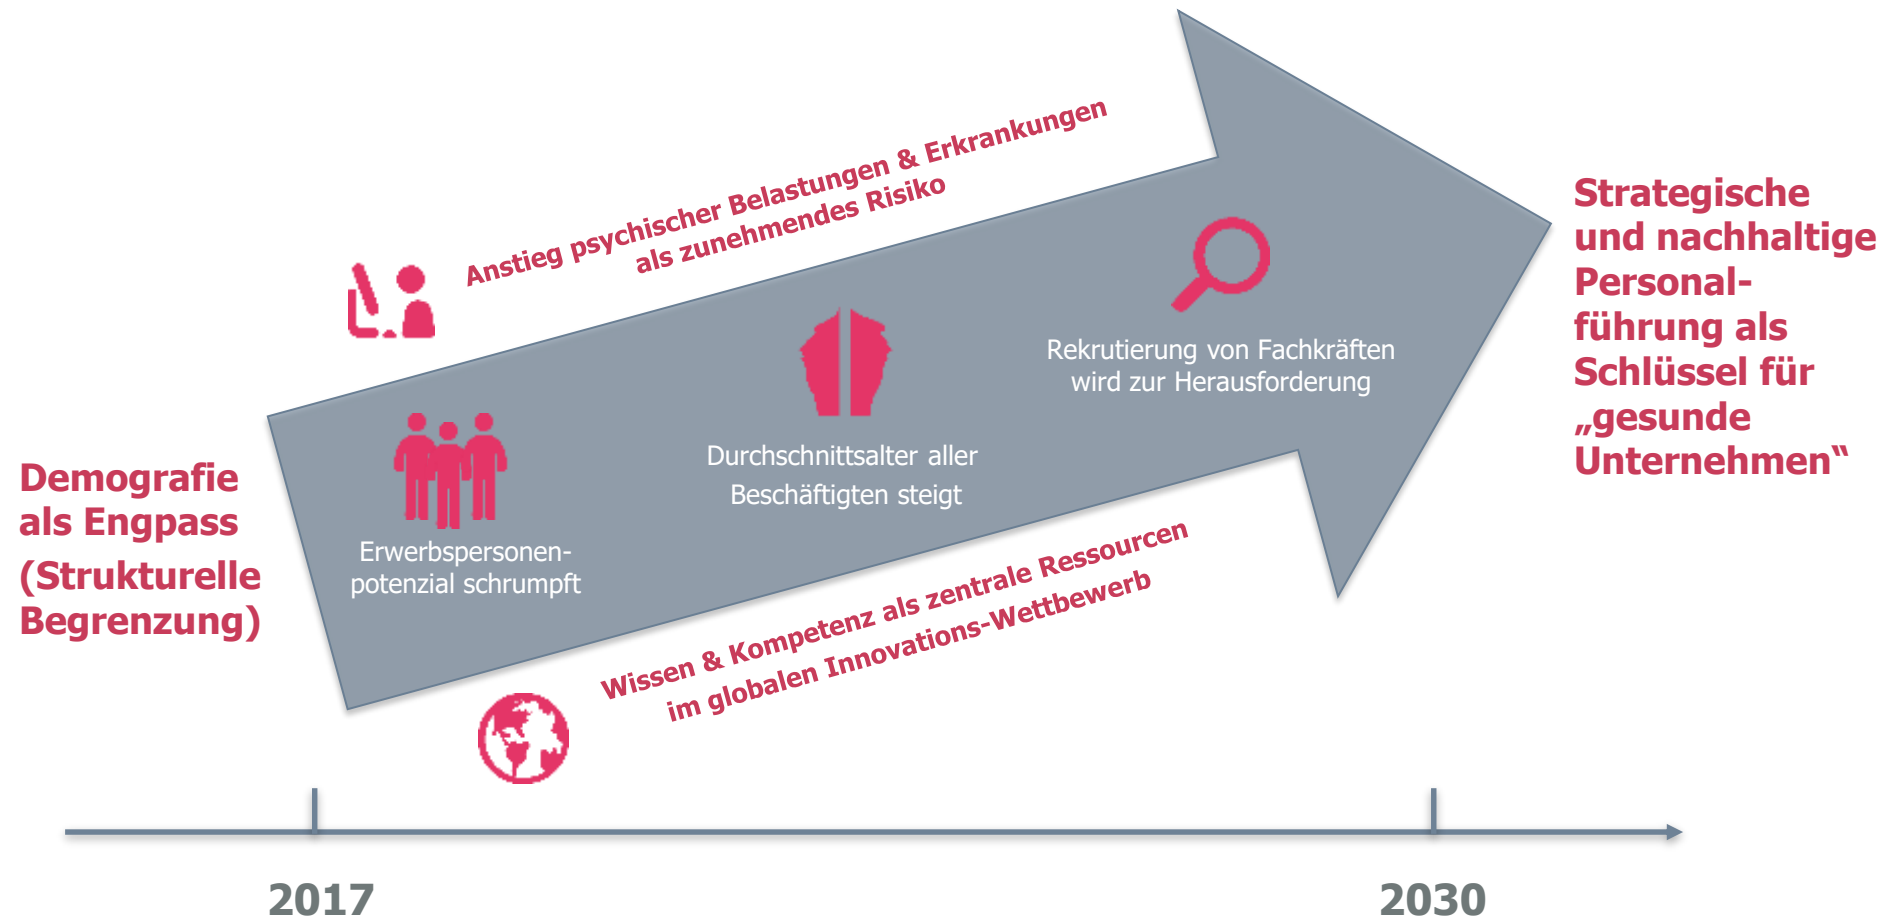 Anstieg psychischer Belastungen & Erkrankungen
als zunehmendes Risiko
Demografie
als Engpass
(Strukturelle
Begrenzung)
Erwerbspersonen-
potenzial schrumpft
Durchschnittsalter aller
Beschäftigten steigt
Rekrutierung von Fachkräften
wird zur Herausforderung
Wissen & Kompetenz als zentrale Ressourcen
im globalen Innovations-Wettbewerb
Strategische
und nachhaltige
Personal-
führung als
Schlüssel für
„gesunde
Unternehmen‟
2017
2030